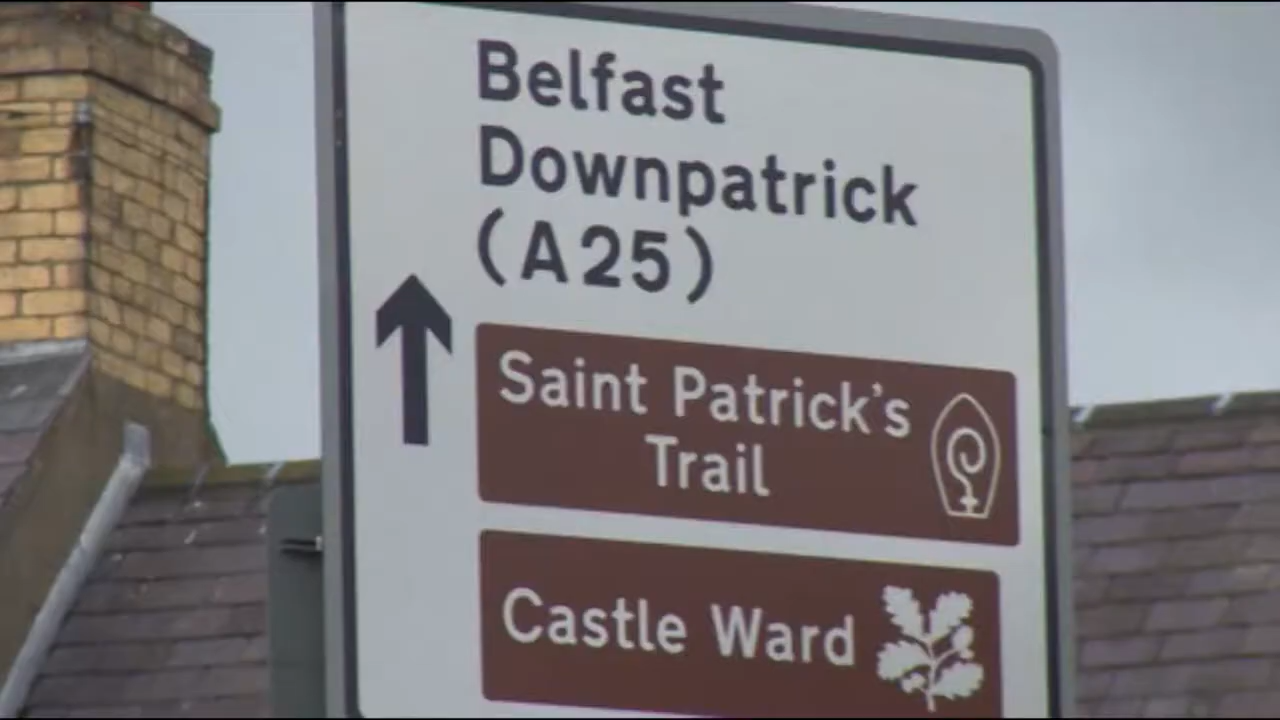 Belfast
Downpatrick
(A25)
Saint Patrick's
Trail
Castle Ward